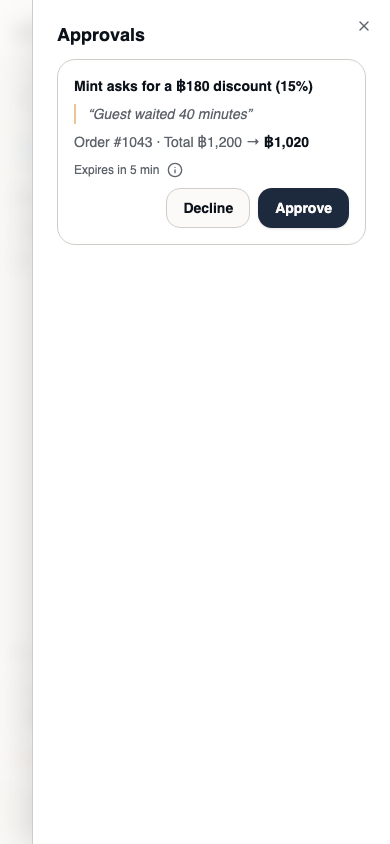 Approvals
Mint asks for a ฿180 discount (15%)
“Guest waited 40 minutes”
Order #1043 · Total ฿1,200 → ฿1,020
Expires in 5 min
Decline
Approve